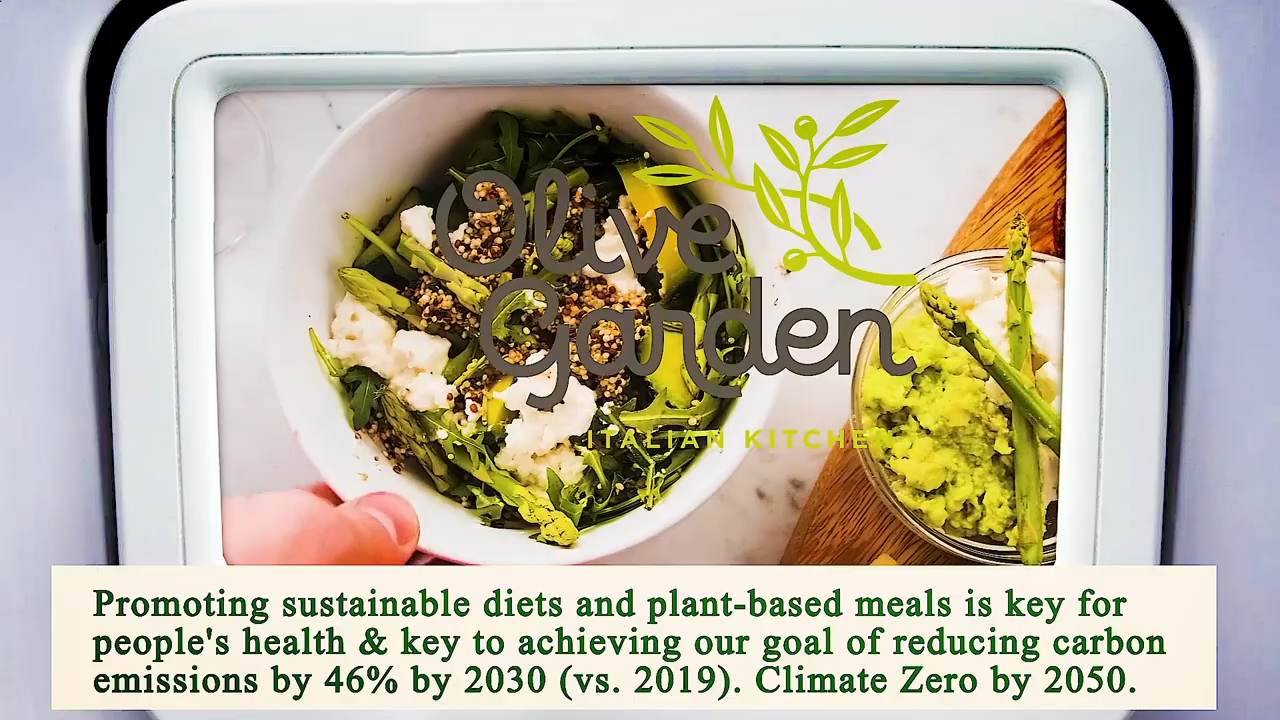 Olive
Garden
ITALIAN KITCHEN
Promoting sustainable diets and plant-based meals is key for
people's health & key to achieving our goal of reducing carbon
emissions by 46% by 2030 (vs. 2019). Climate Zero by 2050.